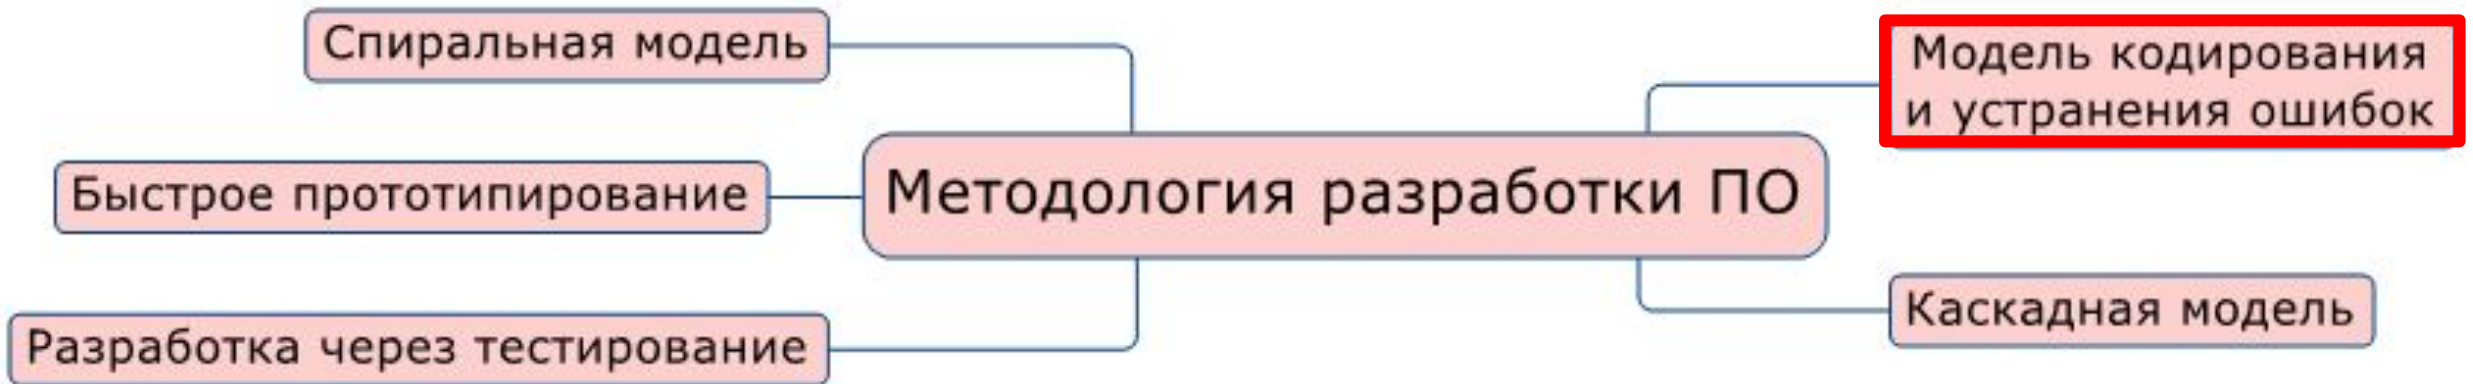 Спиральная модель
Модель кодирования
и устранения ошибок
Быстрое прототипирование
Методология разработки ПО
Разработка через тестирование
Каскадная модель